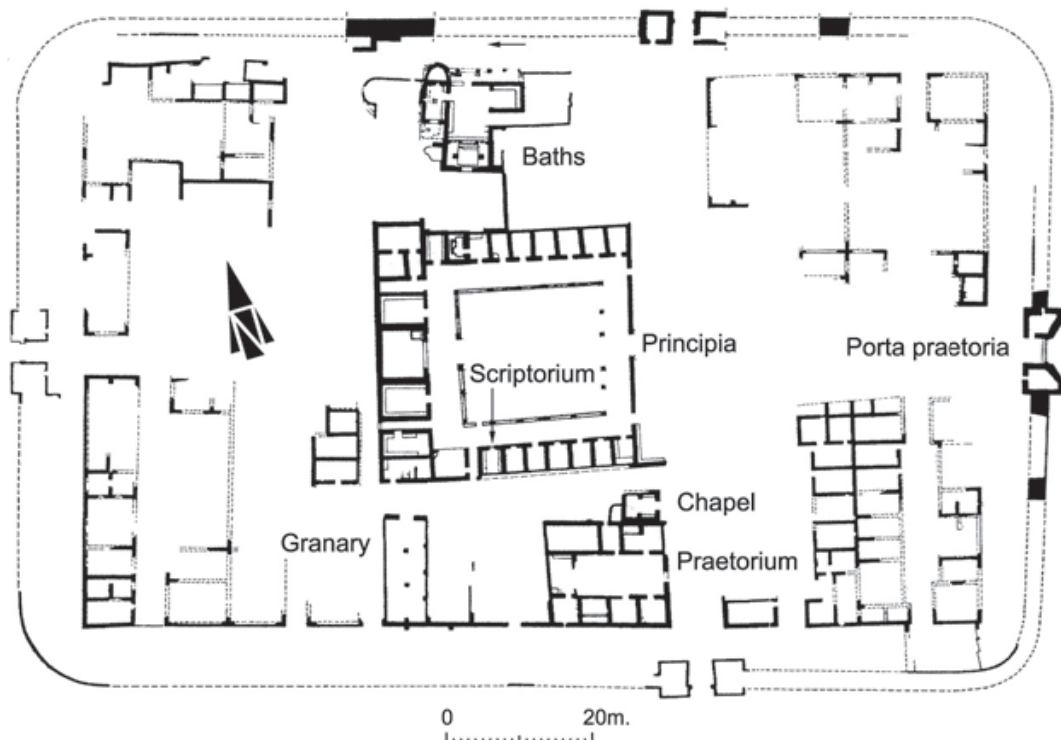 Baths
Principia
Porta praetoria
Scriptorium
Chapel
Granary
Praetorium
0 20m.